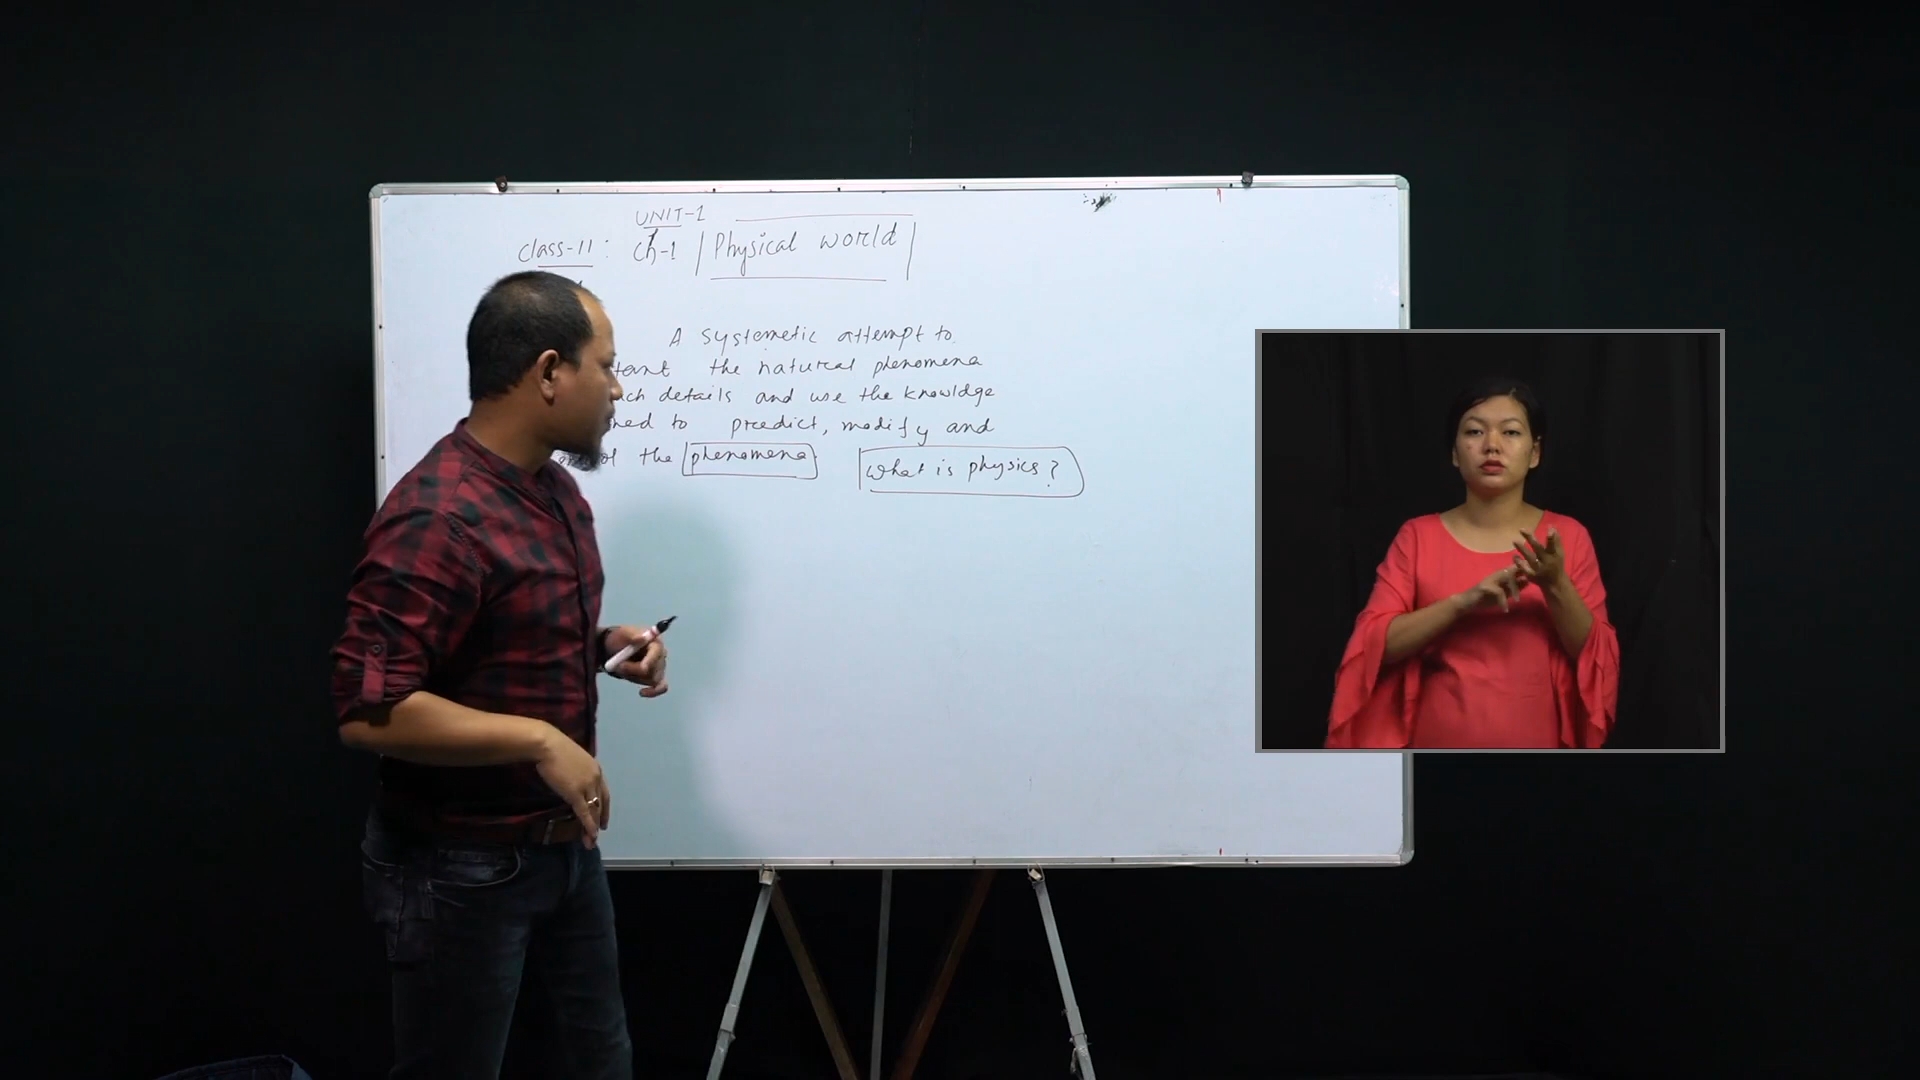 UNIT-1
Class-11: Ch-1 Physical world
A systemetic attempt to
the natural phenomena
details and use the knowldge
to predict, modify and
the phenomena What is physics?